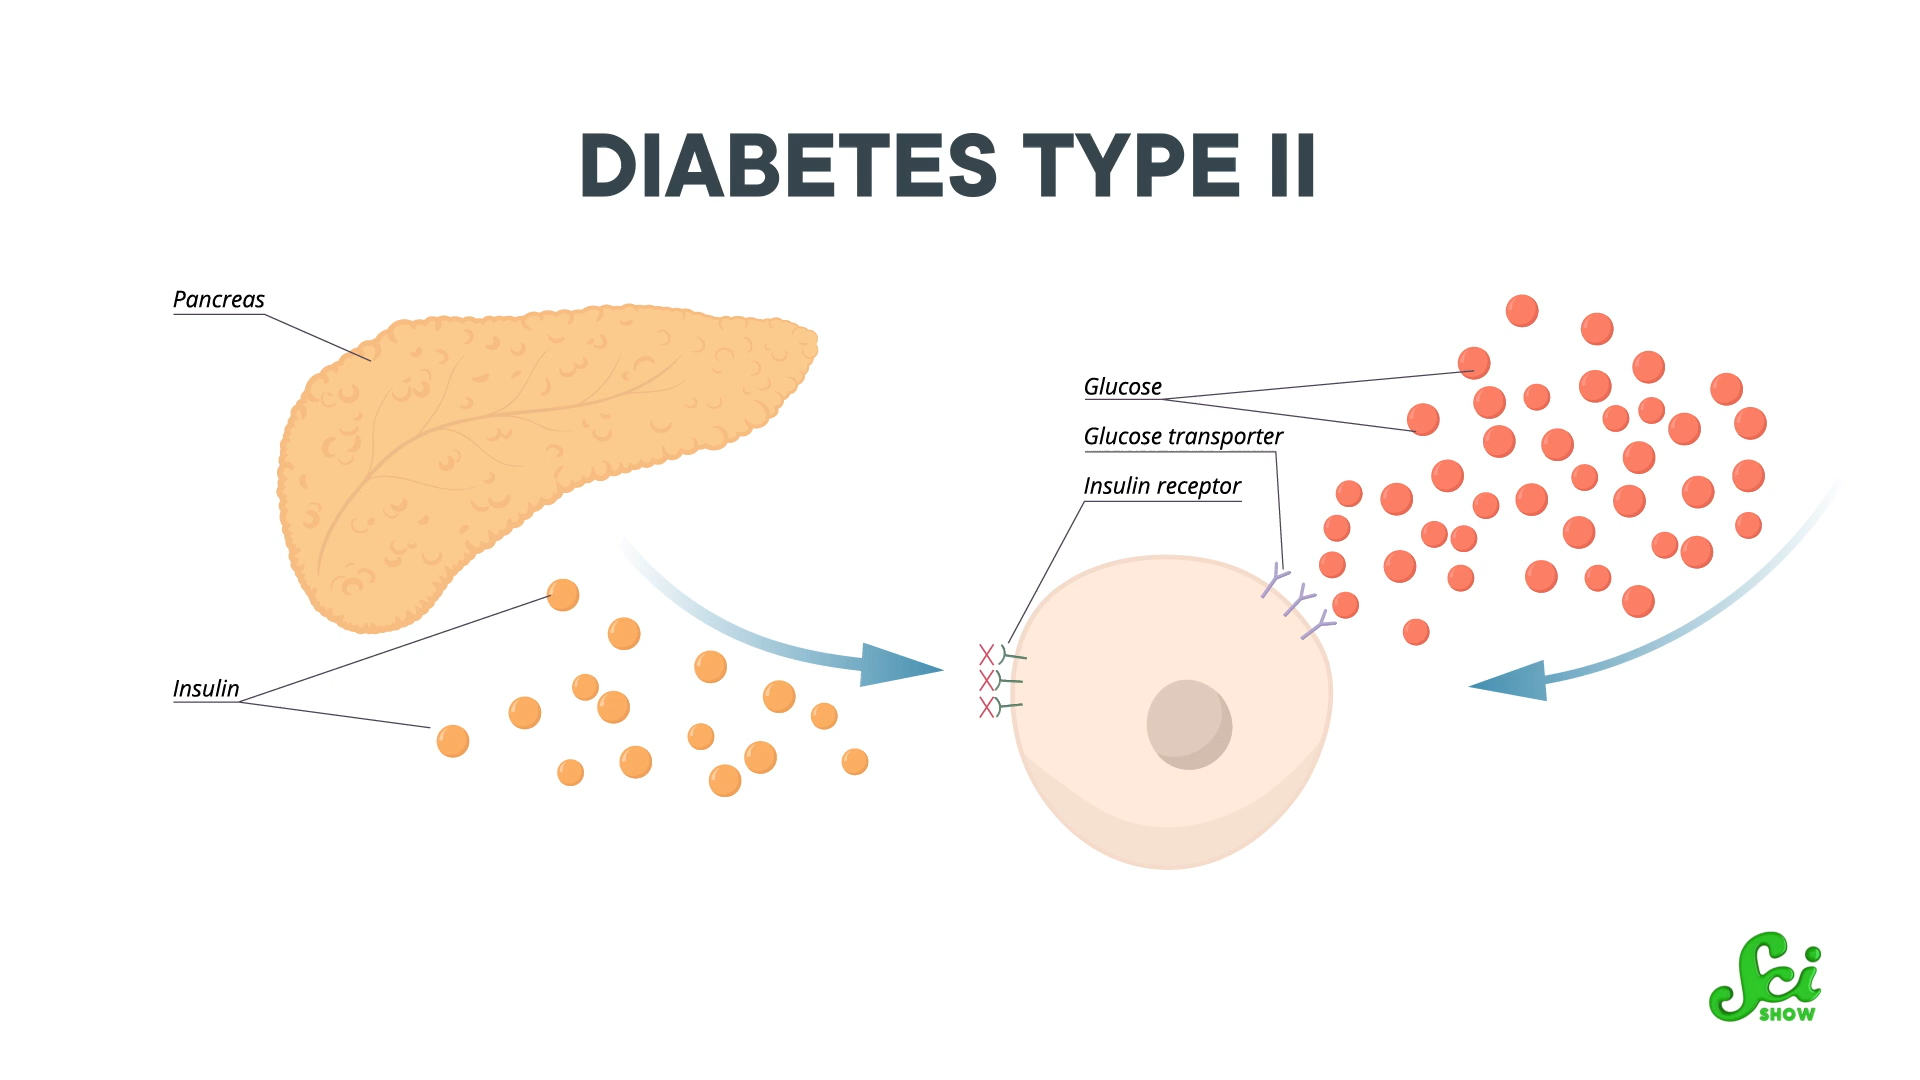 DIABETES TYPE II
Pancreas
Glucose
Glucose transporter
Insulin receptor
Insulin
Sci
SHOW